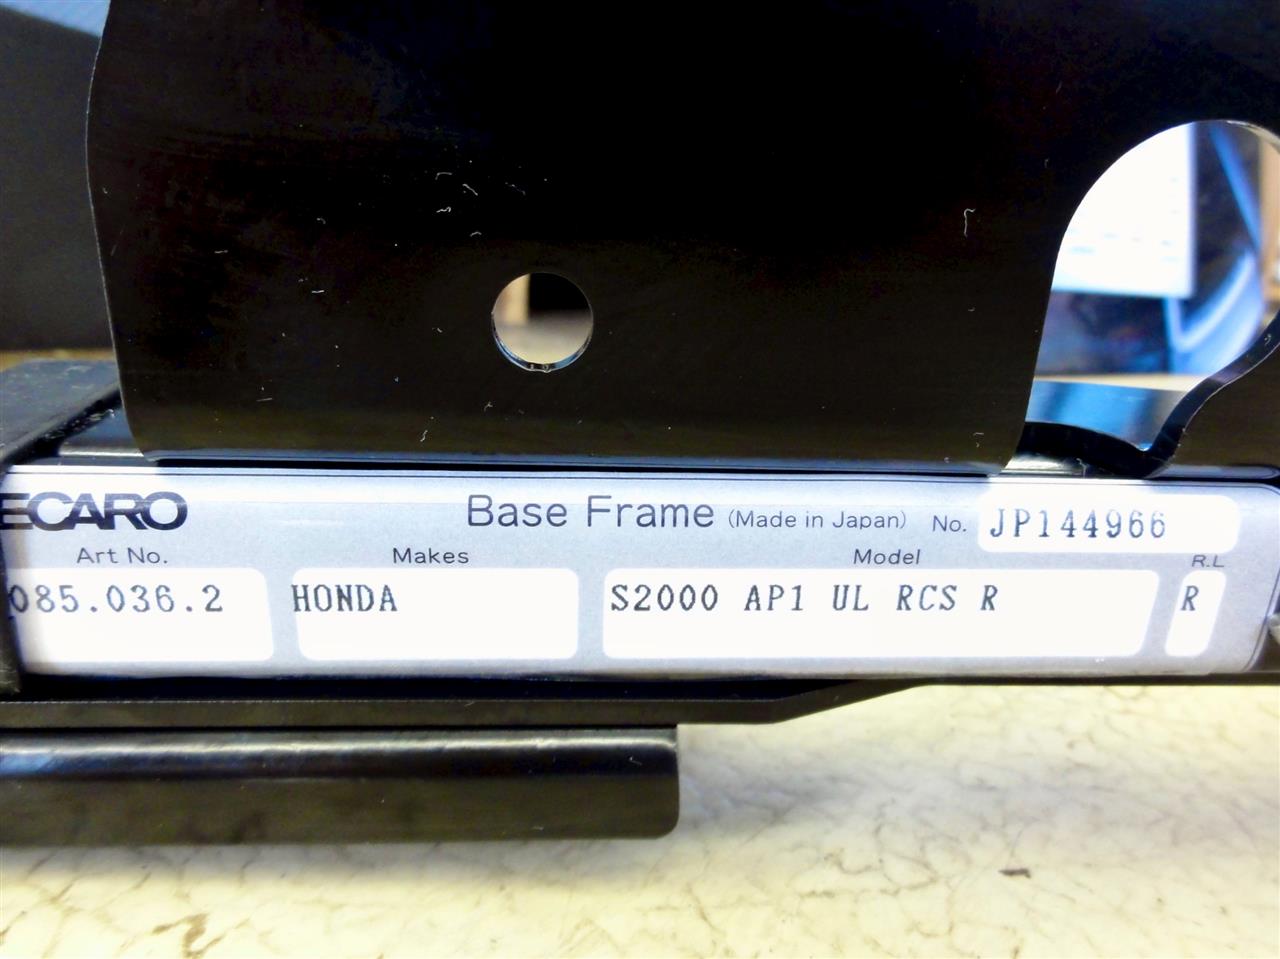 ECARO Base Frame (Made in Japan) No. JP144966
Art No. Makes Model R.L
085.036.2 HONDA S2000 AP1 UL RCS R R